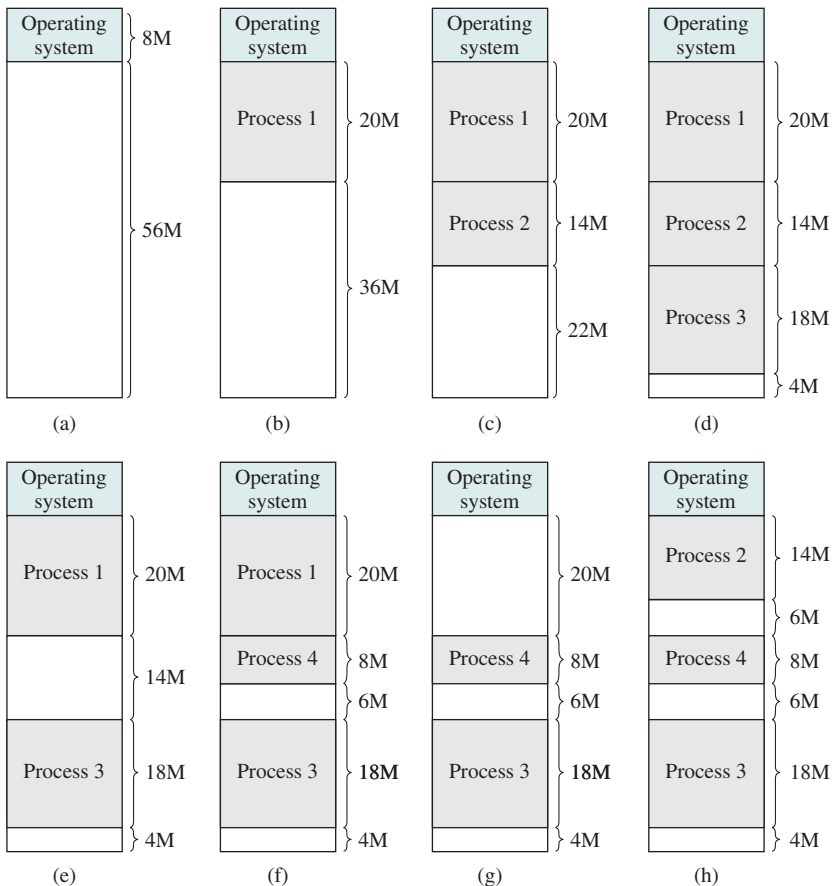 Operating
system
8M
56M
(a)
Operating
system
Process 1
20M
36M
(b)
Operating
system
Process 1
20M
Process 2
14M
22M
(c)
Operating
system
Process 1
20M
Process 2
14M
Process 3
18M
4M
(d)
Operating
system
Process 1
20M
14M
Process 3
18M
4M
(e)
Operating
system
Process 1
20M
Process 4
8M
6M
Process 3
18M
4M
(f)
Operating
system
20M
Process 4
8M
6M
Process 3
18M
4M
(g)
Operating
system
Process 2
14M
6M
Process 4
8M
6M
Process 3
18M
4M
(h)